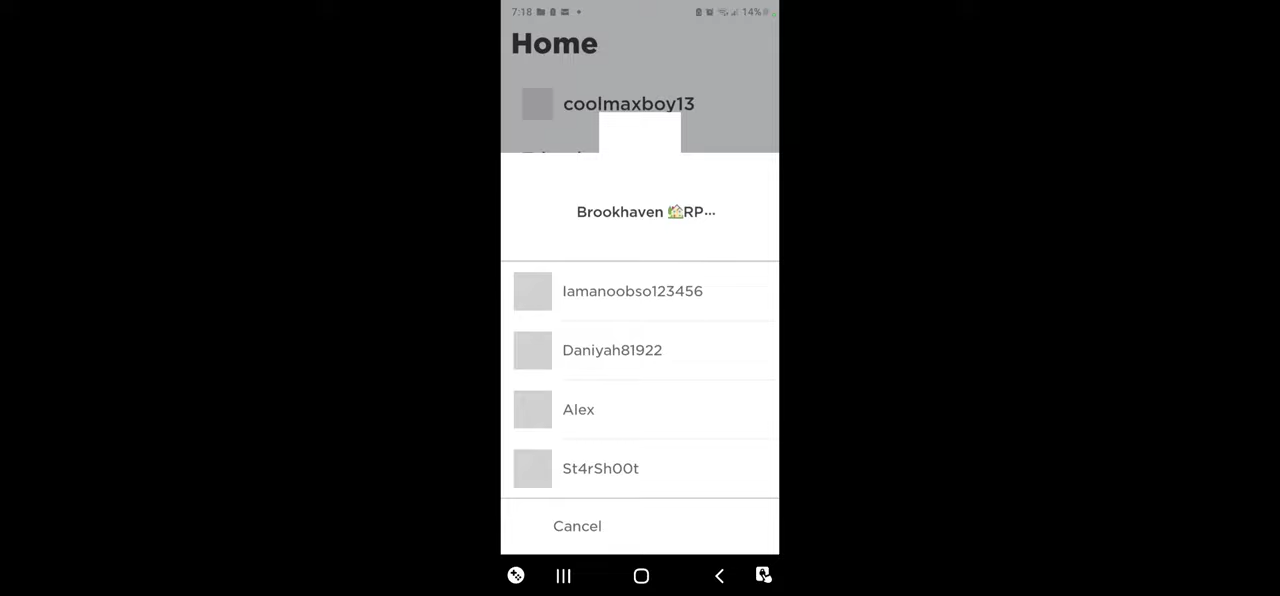 7:18
14%
Home
coolmaxboy13
Brookhaven 🏡RP...
Iamanoobso123456
Daniyah81922
Alex
St4rSh00t
Cancel